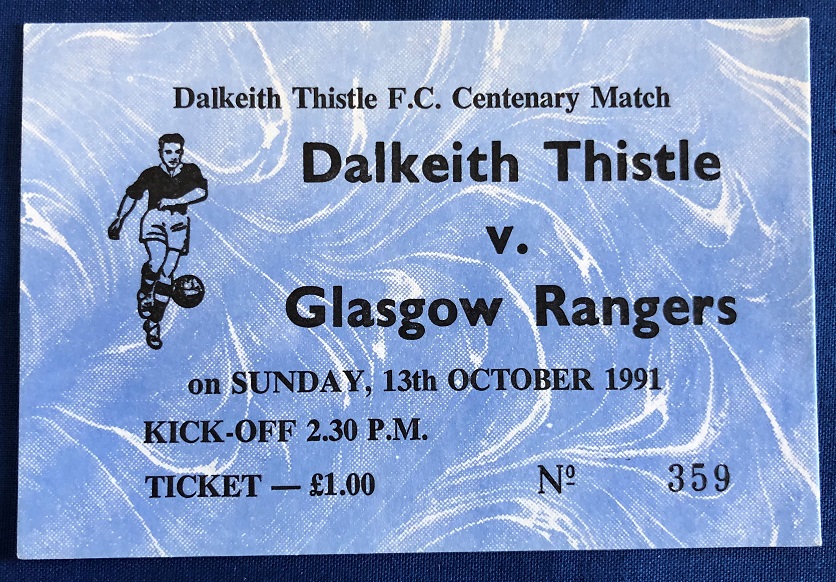 Dalkeith Thistle F.C. Centenary Match
Dalkeith Thistle
v.
Glasgow Rangers
on SUNDAY, 13th OCTOBER 1991
KICK-OFF 2.30 P.M.
TICKET — £1.00 Nº 359